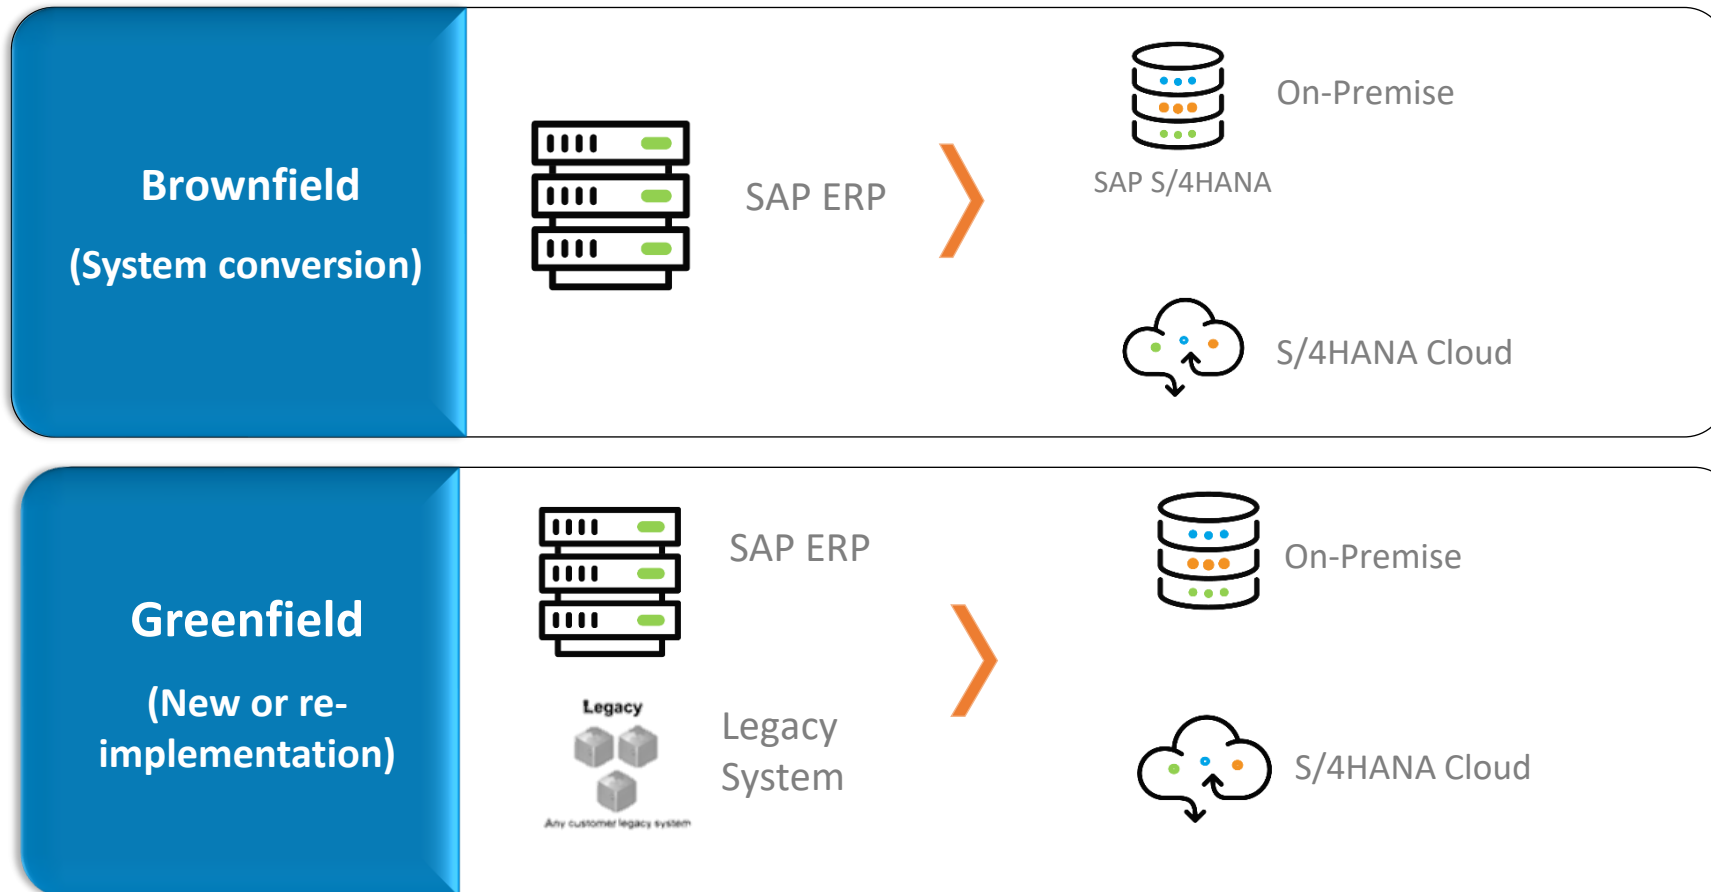 Brownfield
(System conversion)
SAP ERP
On-Premise
SAP S/4HANA
S/4HANA Cloud
Greenfield
(New or re-
implementation)
SAP ERP
Legacy
Any customer legacy system
Legacy
System
On-Premise
S/4HANA Cloud